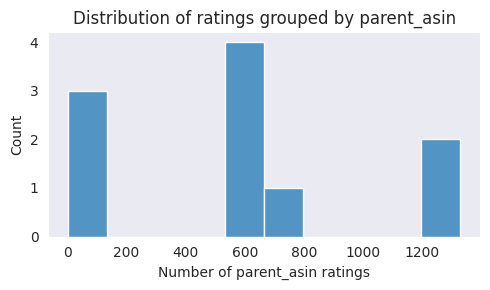 Distribution of ratings grouped by parent_asin
4
3
2
1
0
Count
0 200 400 600 800 1000 1200
Number of parent_asin ratings